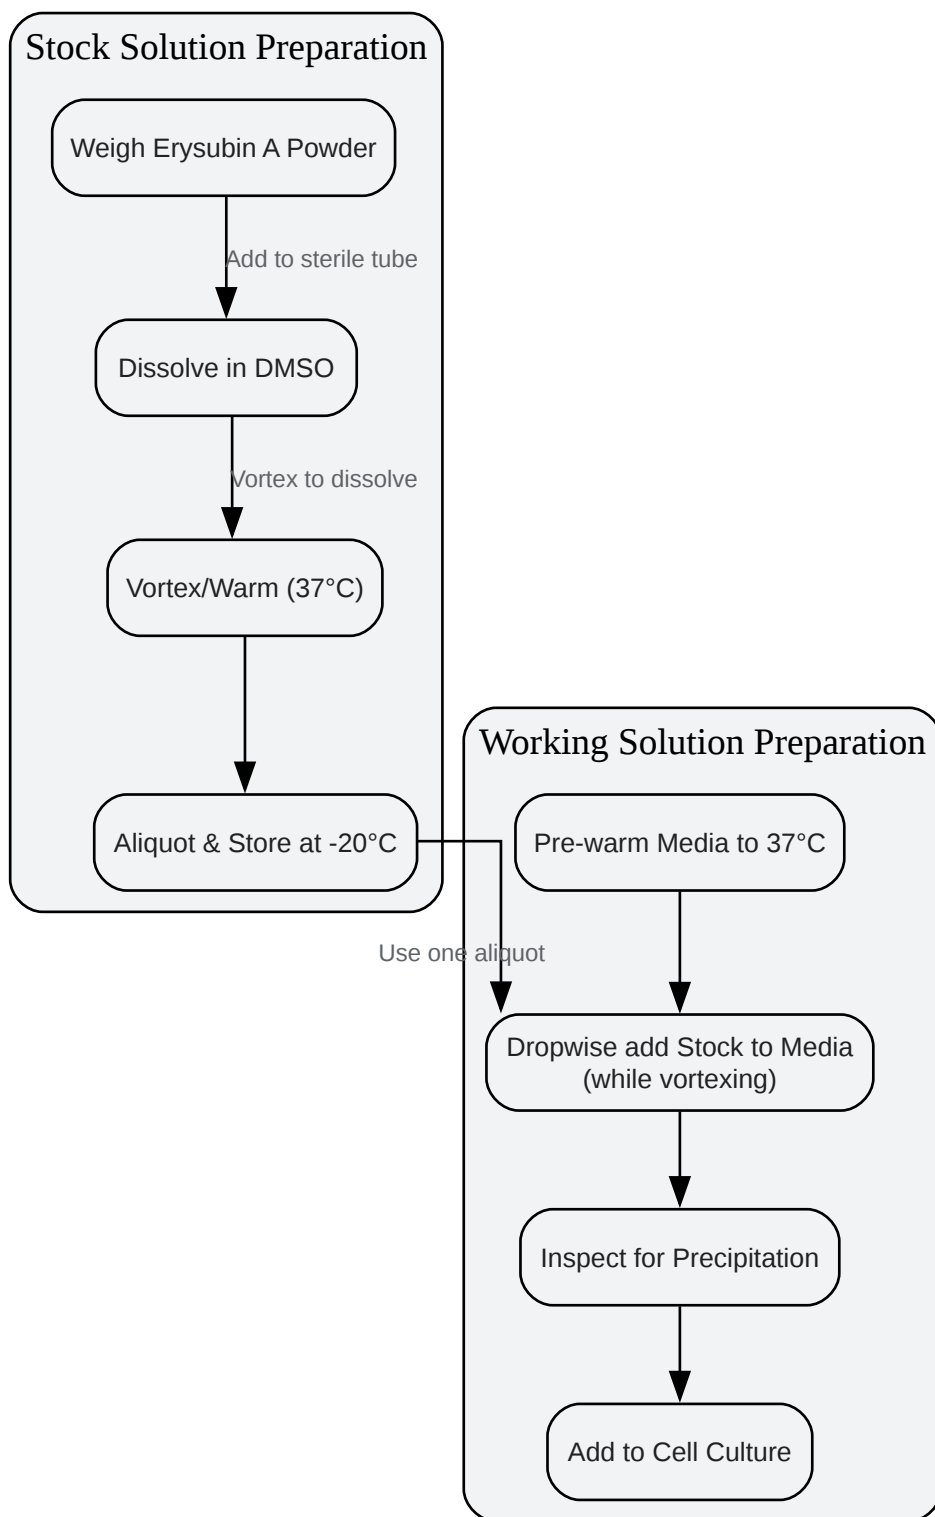 Stock Solution Preparation
Weigh Erysubin A Powder
Add to sterile tube
Dissolve in DMSO
Vortex to dissolve
Vortex/Warm (37°C)
Aliquot & Store at -20°C
Use one aliquot
Working Solution Preparation
Pre-warm Media to 37°C
Dropwise add Stock to Media
(while vortexing)
Inspect for Precipitation
Add to Cell Culture